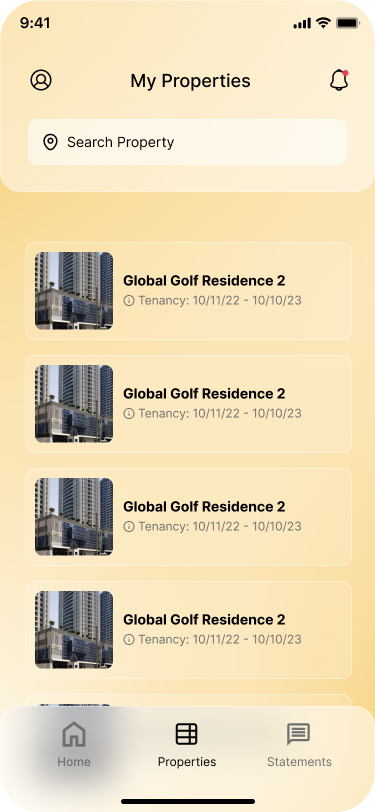 9:41
My Properties
Search Property
Global Golf Residence 2
Tenancy: 10/11/22 - 10/10/23
Global Golf Residence 2
Tenancy: 10/11/22 - 10/10/23
Global Golf Residence 2
Tenancy: 10/11/22 - 10/10/23
Global Golf Residence 2
Tenancy: 10/11/22 - 10/10/23
Home
Properties
Statements